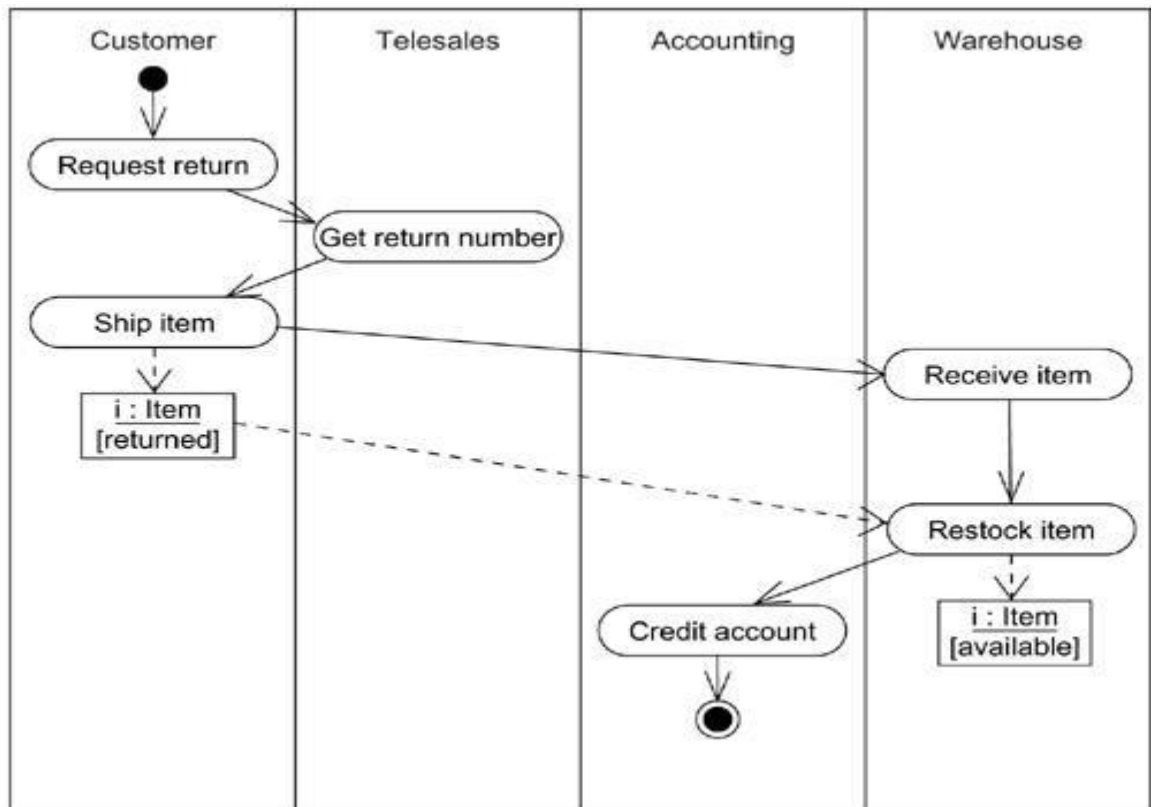 Customer
Telesales
Accounting
Warehouse
Request return
Get return number
Ship item
Receive item
i : Item
[returned]
Restock item
Credit account
i : Item
[available]